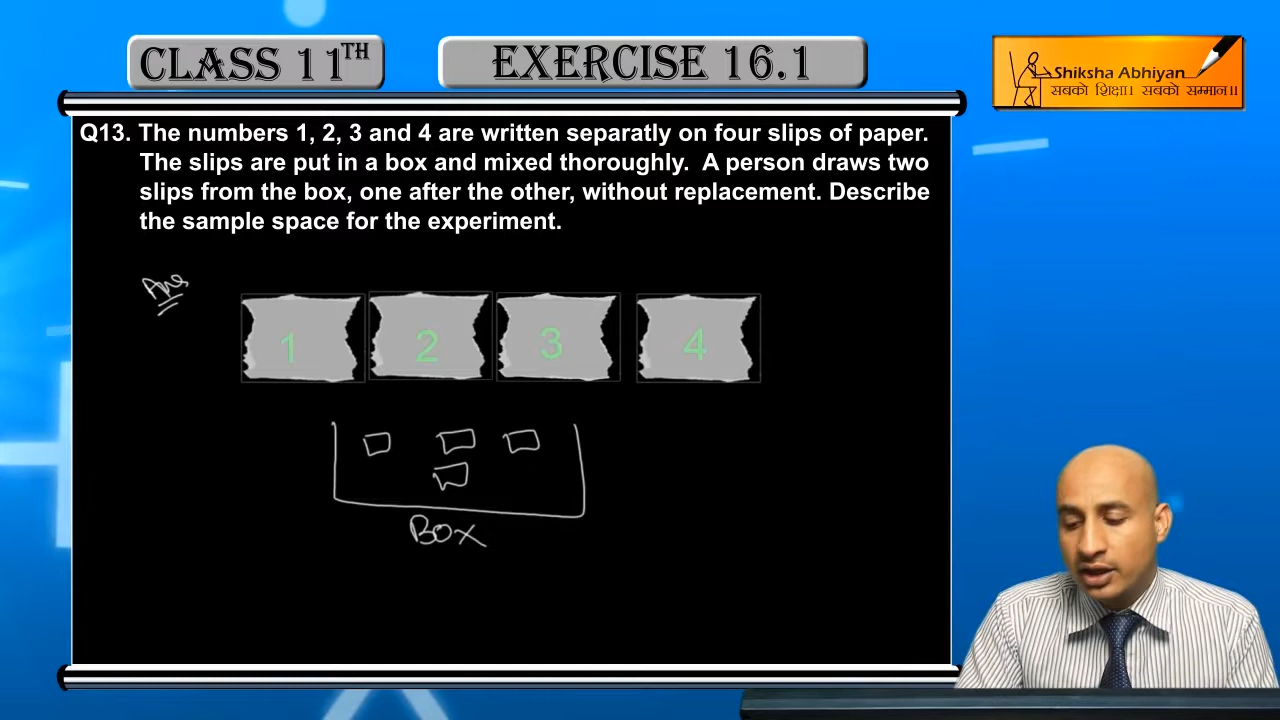 CLASS 11TH
EXERCISE 16.1
Shiksha Abhiyan
सबको शिक्षा। सबको सम्मान॥
Q13. The numbers 1, 2, 3 and 4 are written separatly on four slips of paper.
The slips are put in a box and mixed thoroughly. A person draws two
slips from the box, one after the other, without replacement. Describe
the sample space for the experiment.
Ans
1 2 3 4
BOX